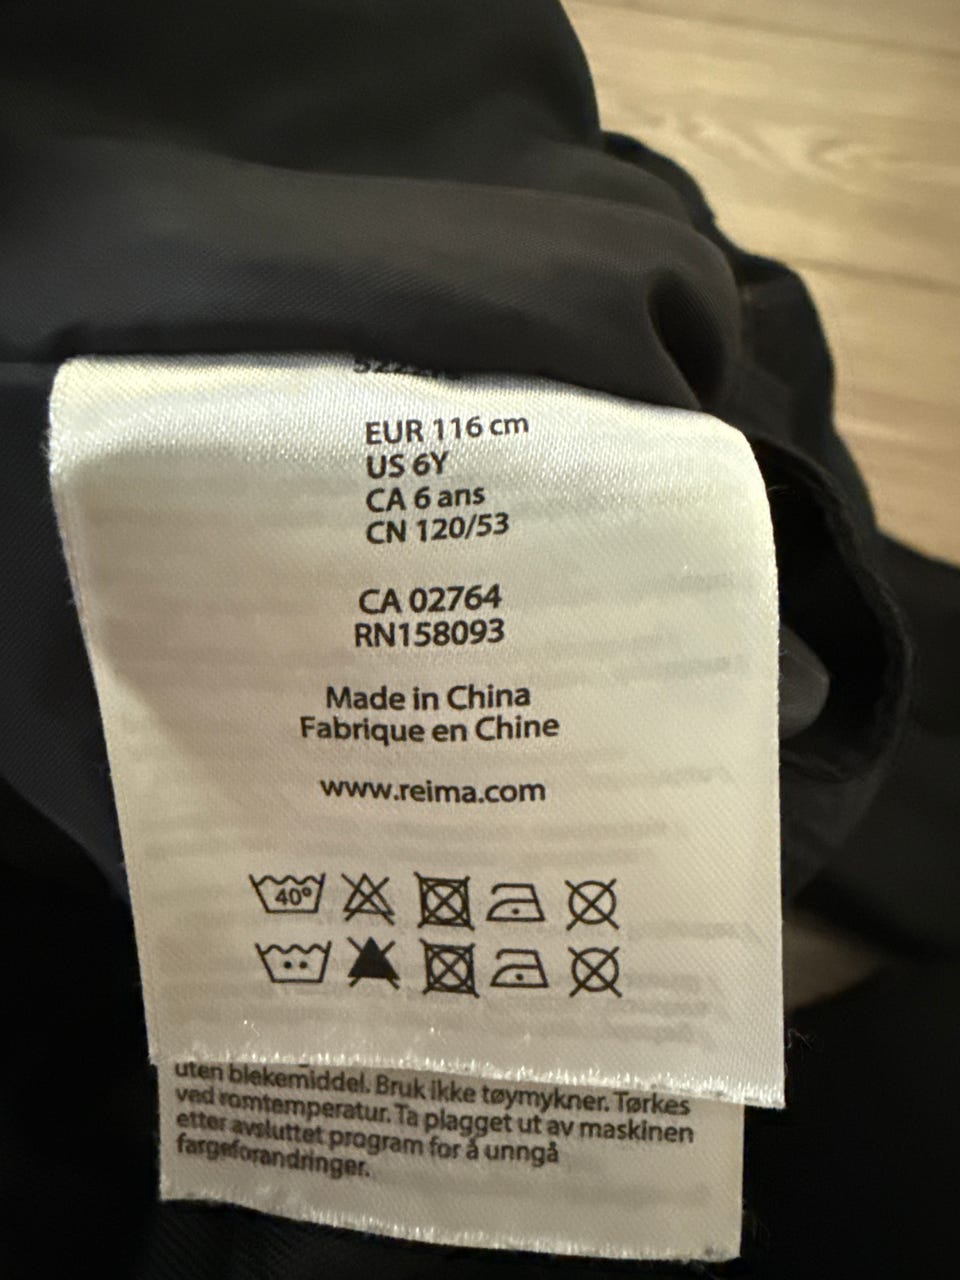 EUR 116 cm
US 6Y
CA 6 ans
CN 120/53
CA 02764
RN158093
Made in China
Fabrique en Chine
www.reima.com
40°
uten blekemiddel. Bruk ikke tøymykner. Tørkes
ved romtemperatur. Ta plagget ut av maskinen
etter avsluttet program for å unngå
fargeforandringer.